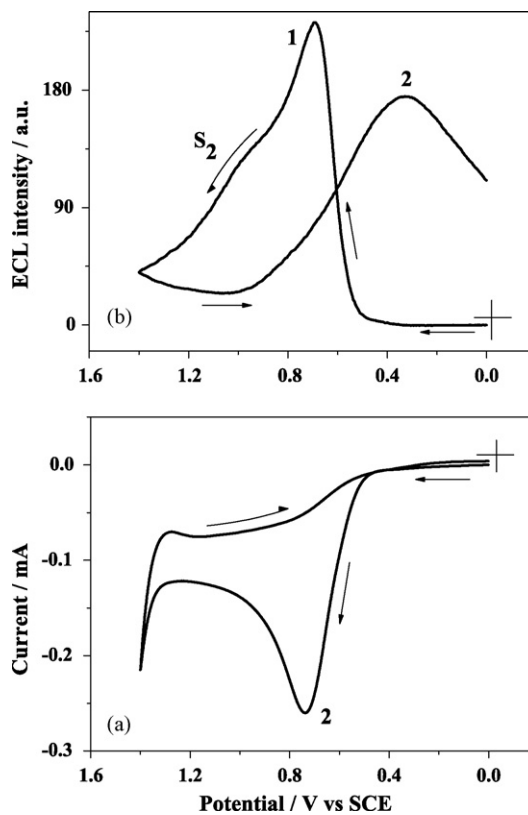 1
2
180
S2
90
(b)
0
ECL intensity / a.u.
1.6 1.2 0.8 0.4 0.0
0.0
-0.1
-0.2
2
(a)
-0.3
Current / mA
1.6 1.2 0.8 0.4 0.0
Potential / V vs SCE